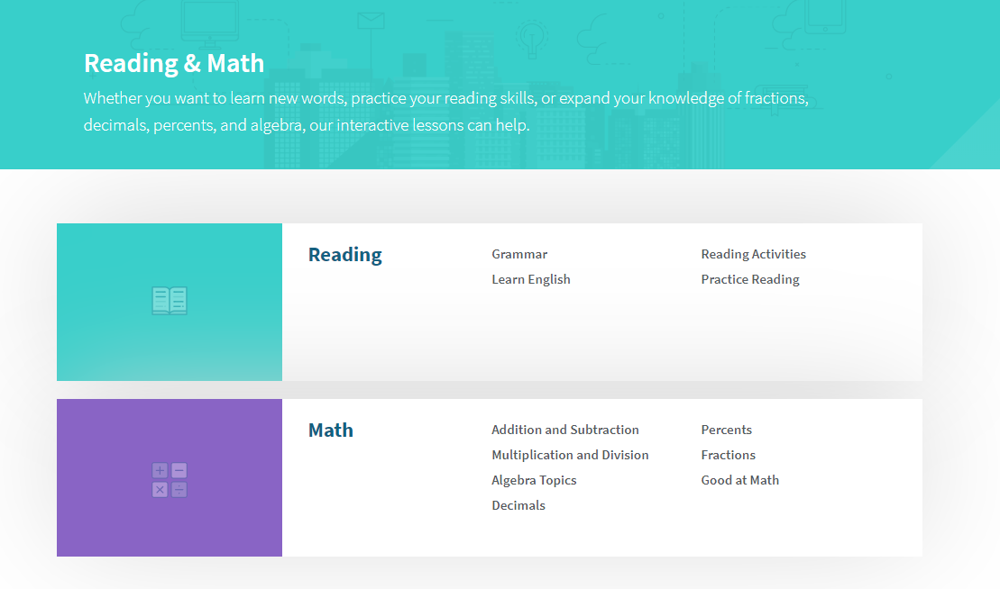 Reading & Math
Whether you want to learn new words, practice your reading skills, or expand your knowledge of fractions,
decimals, percents, and algebra, our interactive lessons can help.
Reading
Grammar
Learn English
Reading Activities
Practice Reading
Math
Addition and Subtraction
Multiplication and Division
Algebra Topics
Decimals
Percents
Fractions
Good at Math